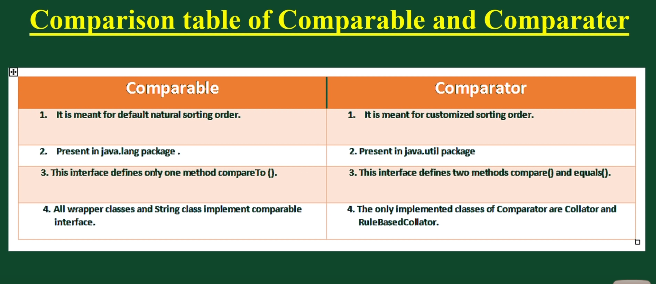 Comparison table of Comparable and Comparater
Comparable
Comparator
1. It is meant for default natural sorting order.
1. It is meant for customized sorting order.
2. Present in java.lang package .
2. Present in java.util package
3. This interface defines only one method compareTo ().
3. This interface defines two methods compare() and equals().
4. All wrapper classes and String class implement comparable
interface.
4. The only implemented classes of Comparator are Collator and
RuleBasedCollator.